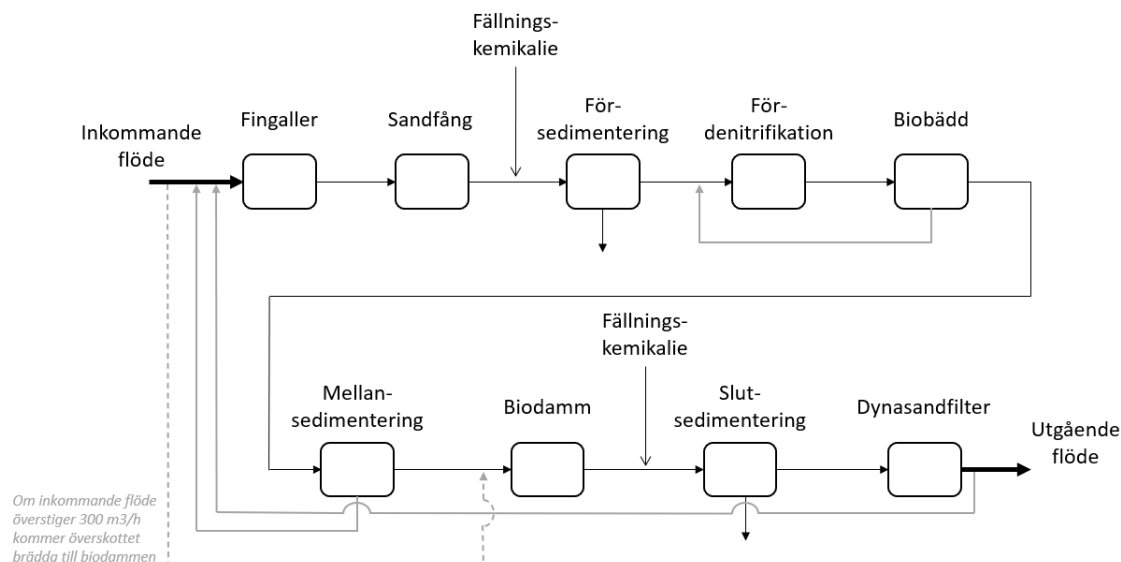 Fällnings-
kemikalie
Inkommande
flöde
Fingaller
Sandfång
För-
sedimentering
För-
denitrifikation
Biobädd
Fällnings-
kemikalie
Mellan-
sedimentering
Biodamm
Slut-
sedimentering
Dynasandfilter
Utgående
flöde
Om inkommande flöde
överstiger 300 m3/h
kommer överskottet
brädda till biodammen